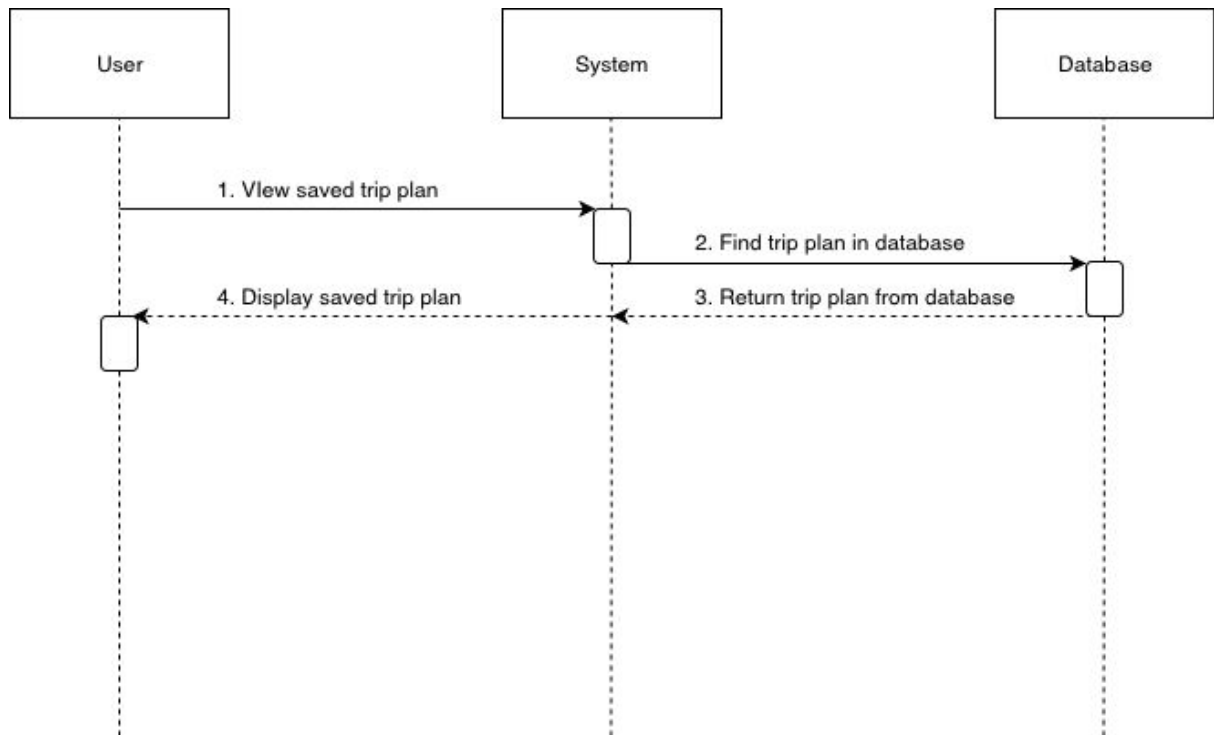 User
System
Database
1. VIew saved trip plan
2. Find trip plan in database
4. Display saved trip plan
3. Return trip plan from database